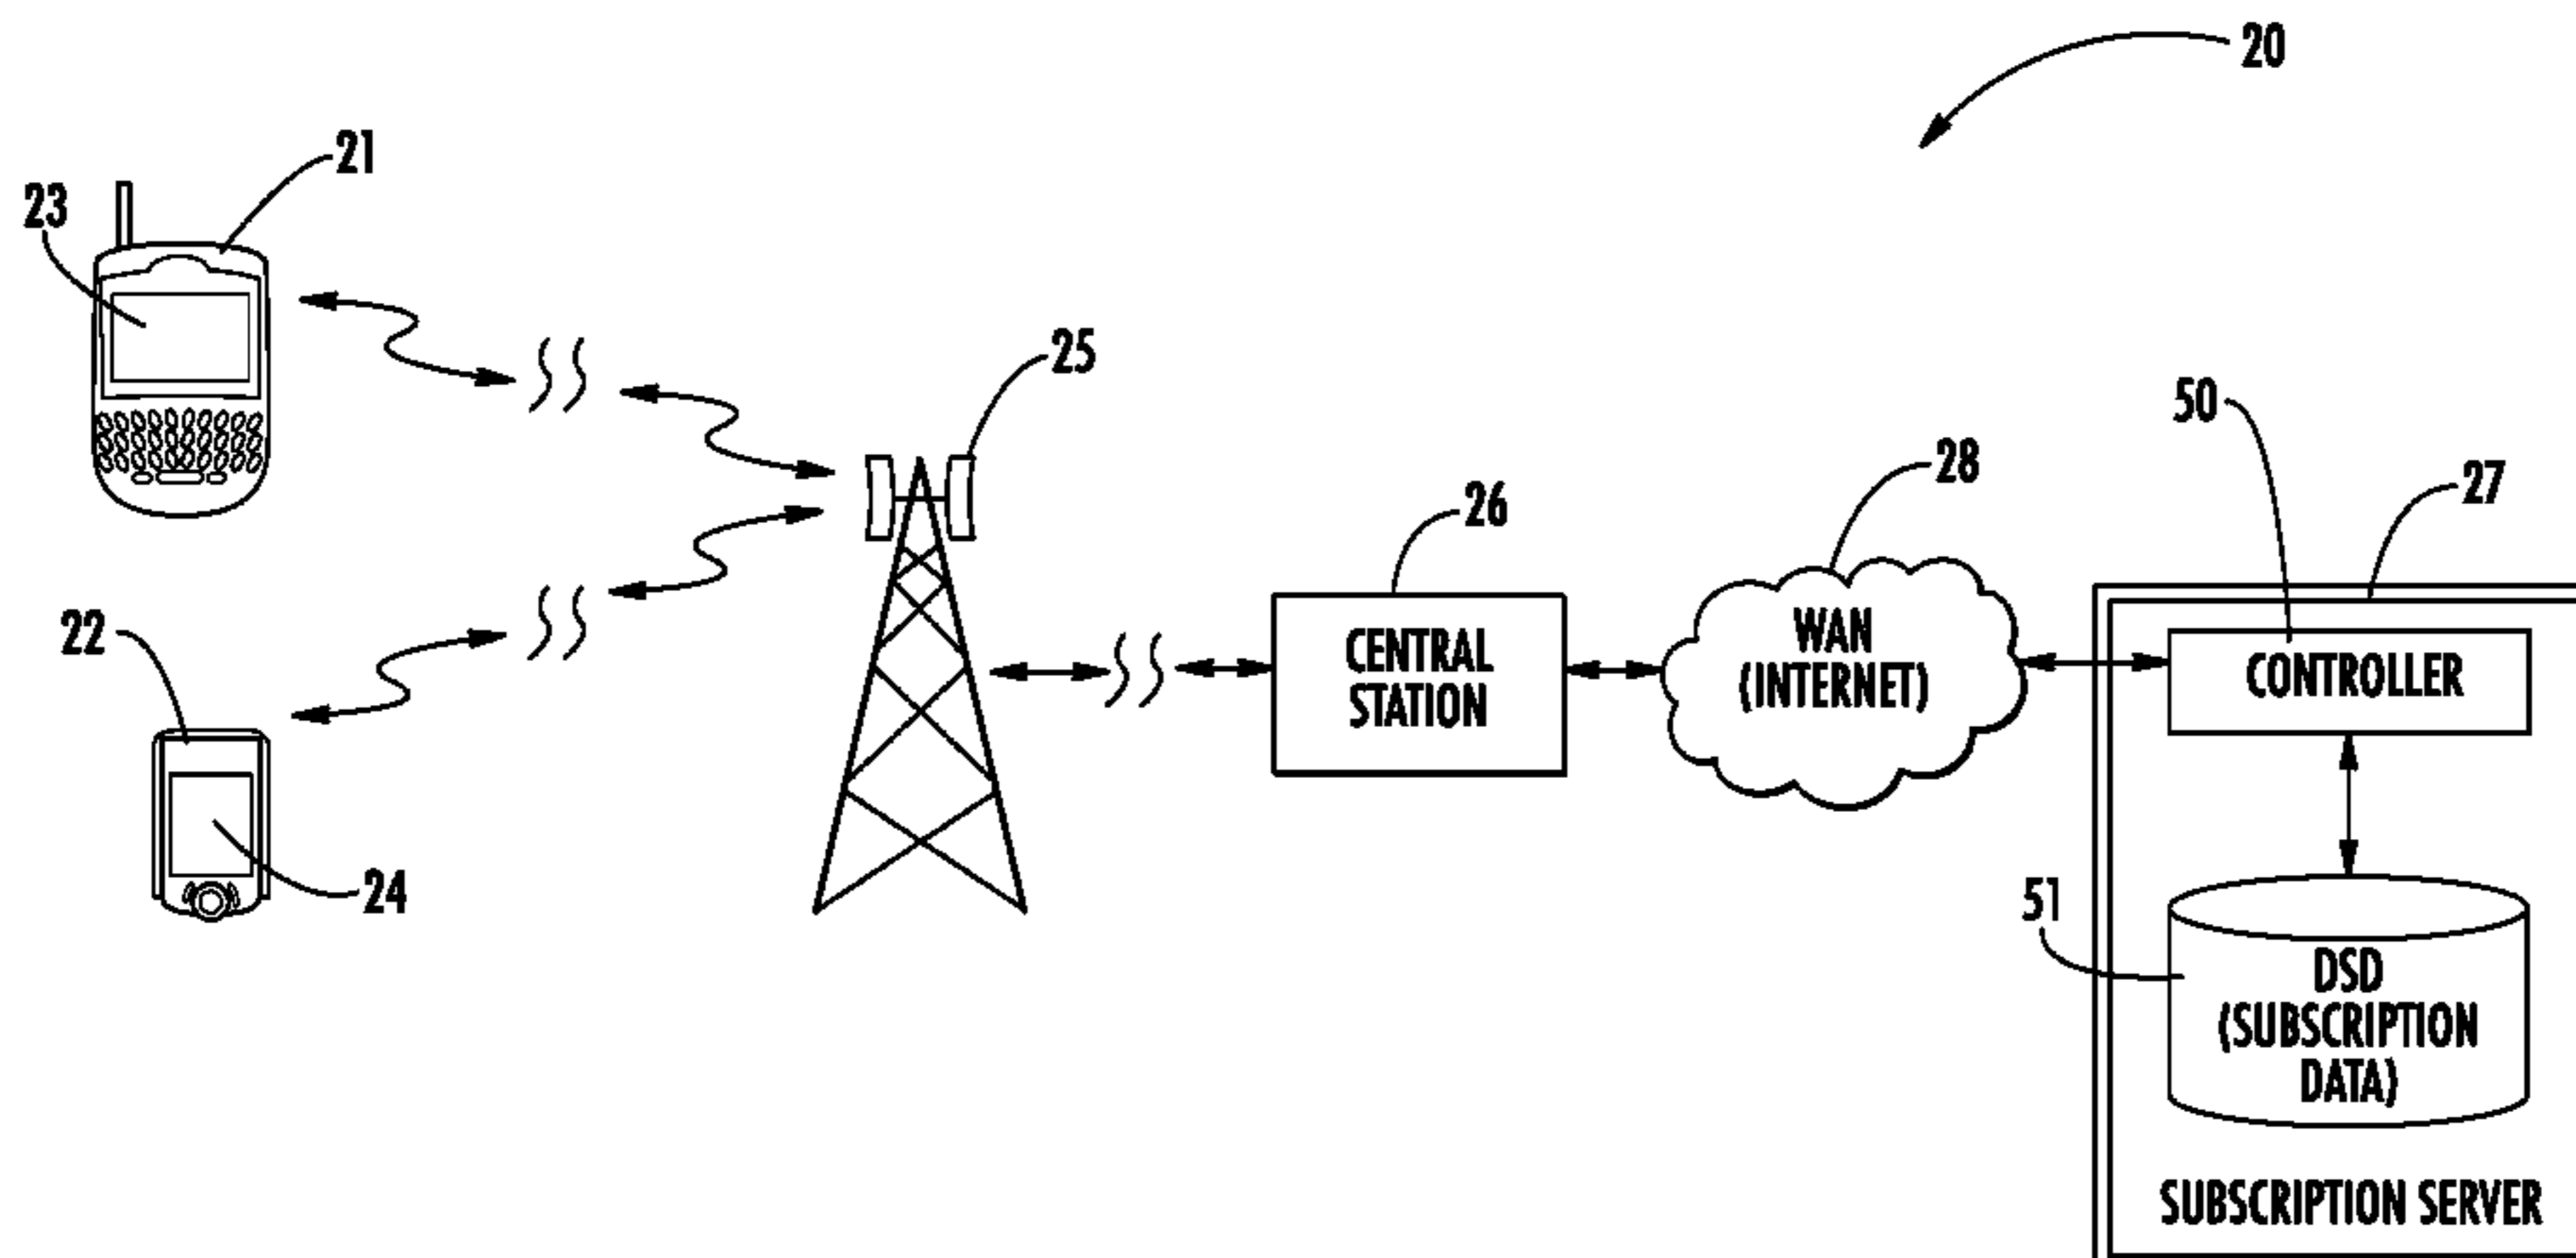 20
21
23
25
50
28
27
26
WAN
(INTERNET)
CENTRAL
STATION
CONTROLLER
22
24
51
DSD
(SUBSCRIPTION
DATA)
SUBSCRIPTION SERVER